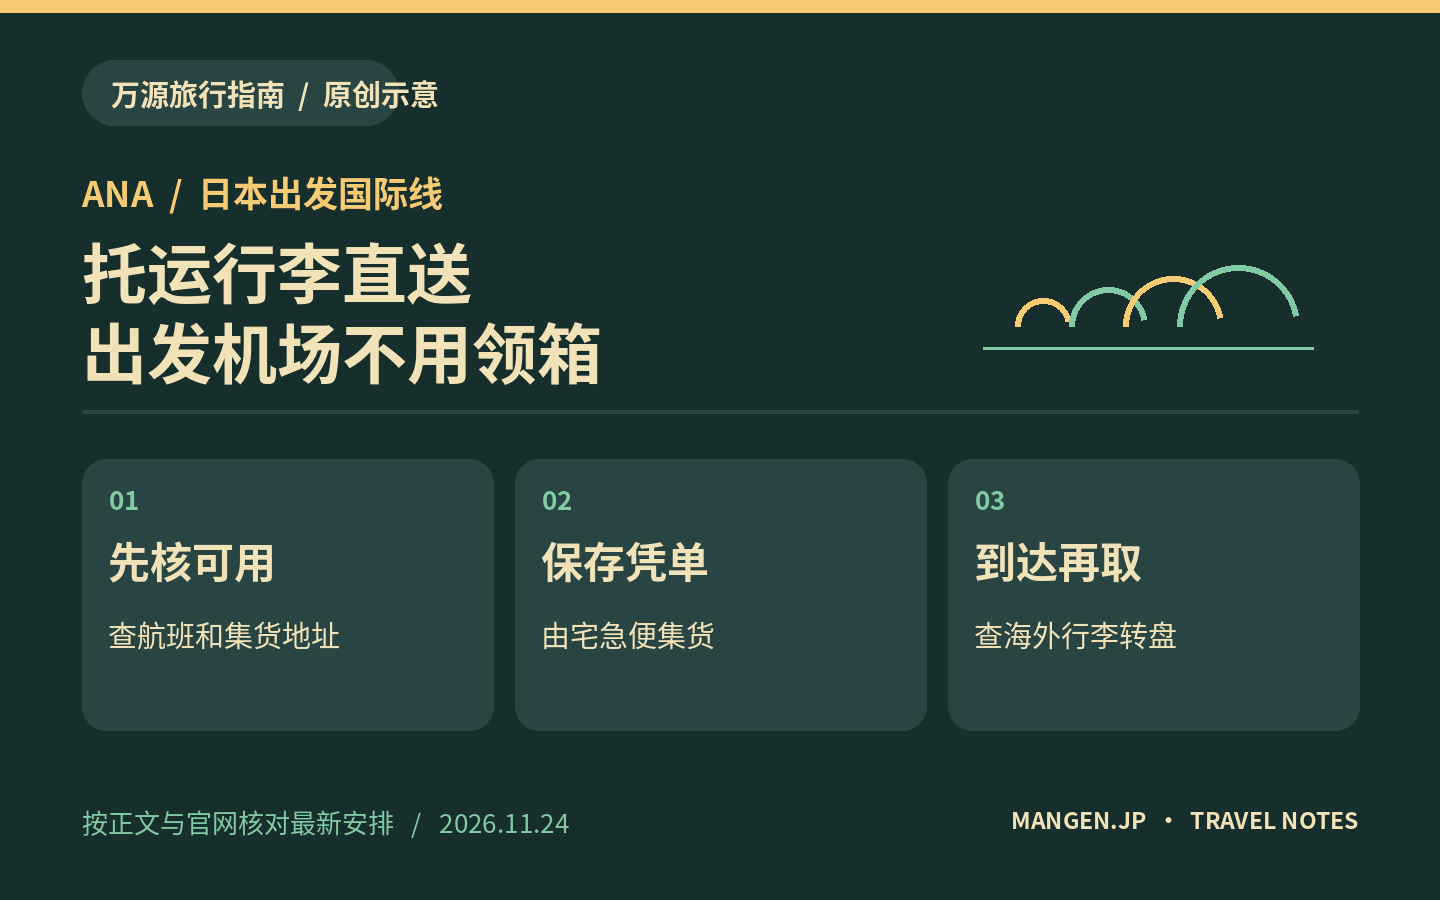 万源旅行指南 / 原创示意
ANA / 日本出发国际线
托运行李直送
出发机场不用领箱
01
先核可用
查航班和集货地址
02
保存凭单
由宅急便集货
03
到达再取
查海外行李转盘
按正文与官网核对最新安排 / 2026.11.24
MANGEN.JP • TRAVEL NOTES